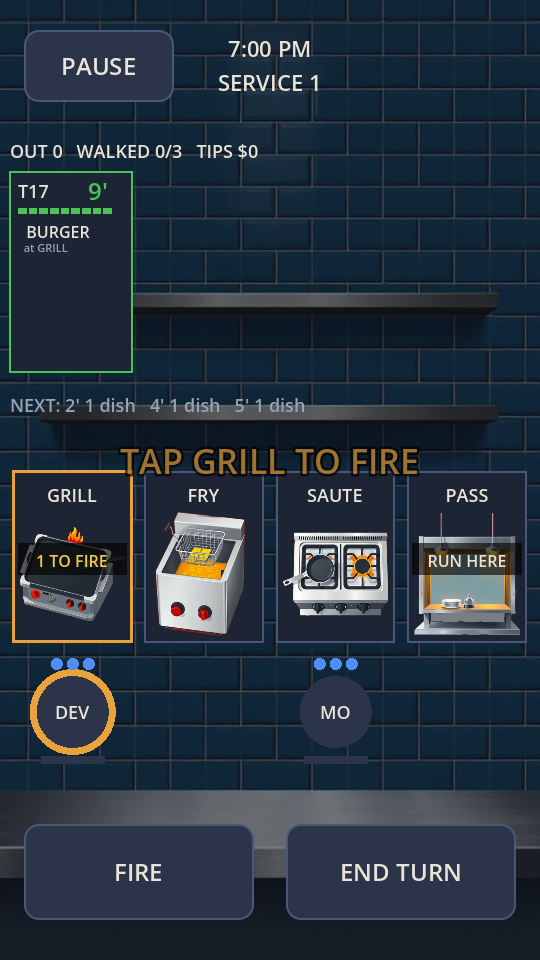 PAUSE
7:00 PM
SERVICE 1
OUT 0 WALKED 0/3 TIPS $0
T17 9'
BURGER
at GRILL
NEXT: 2' 1 dish 4' 1 dish 5' 1 dish
TAP GRILL TO FIRE
GRILL FRY SAUTE PASS
1 TO FIRE RUN HERE
DEV MO
FIRE END TURN